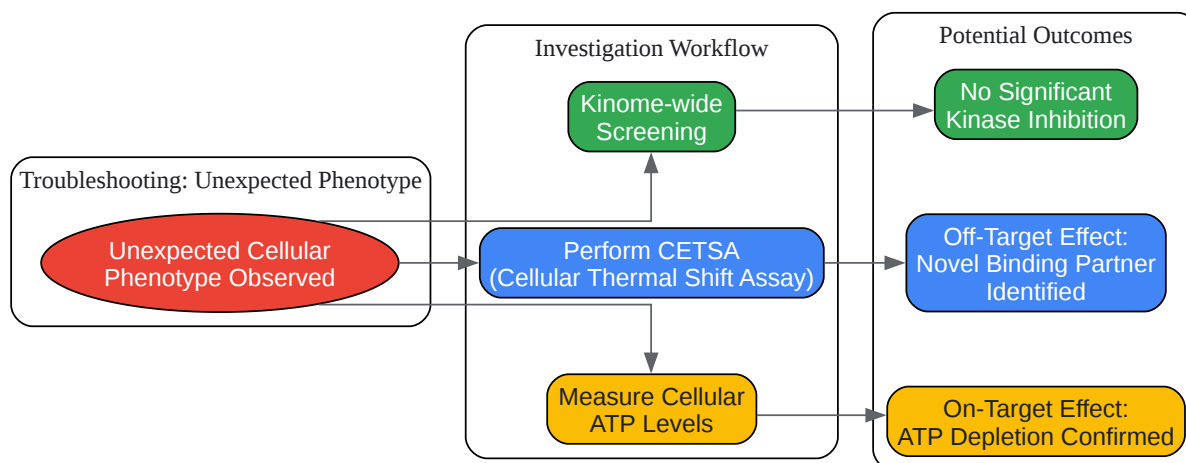 Troubleshooting: Unexpected Phenotype
Unexpected Cellular
Phenotype Observed
Investigation Workflow
Kinome-wide
Screening
Perform CETSA
(Cellular Thermal Shift Assay)
Measure Cellular
ATP Levels
Potential Outcomes
No Significant
Kinase Inhibition
Off-Target Effect:
Novel Binding Partner
Identified
On-Target Effect:
ATP Depletion Confirmed